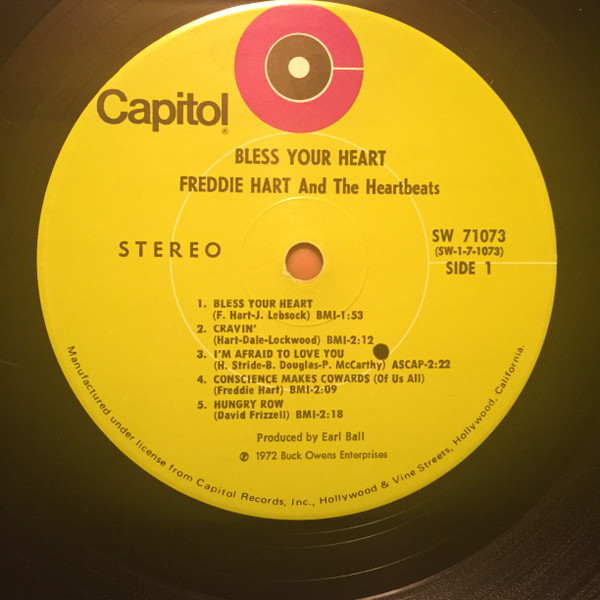 Capitol®
BLESS YOUR HEART
FREDDIE HART And The Heartbeats
STEREO
SW 71073
(SW-1-7-1073)
SIDE 1
1. BLESS YOUR HEART
(F. Hart-J. Lebsock) BMI-1:53
2. CRAVIN'
(Hart-Dale-Lockwood) BMI-2:12
3. I'M AFRAID TO LOVE YOU
(H. Stride-B. Douglas-P. McCarthy) ASCAP-2:22
4. CONSCIENCE MAKES COWARDS (Of Us All)
(Freddie Hart) BMI-2:09
5. HUNGRY ROW
(David Frizzell) BMI-2:18
Produced by Earl Ball
℗ 1972 Buck Owens Enterprises
Manufactured under license from Capitol Records, Inc., Hollywood & Vine Streets, Hollywood, California.